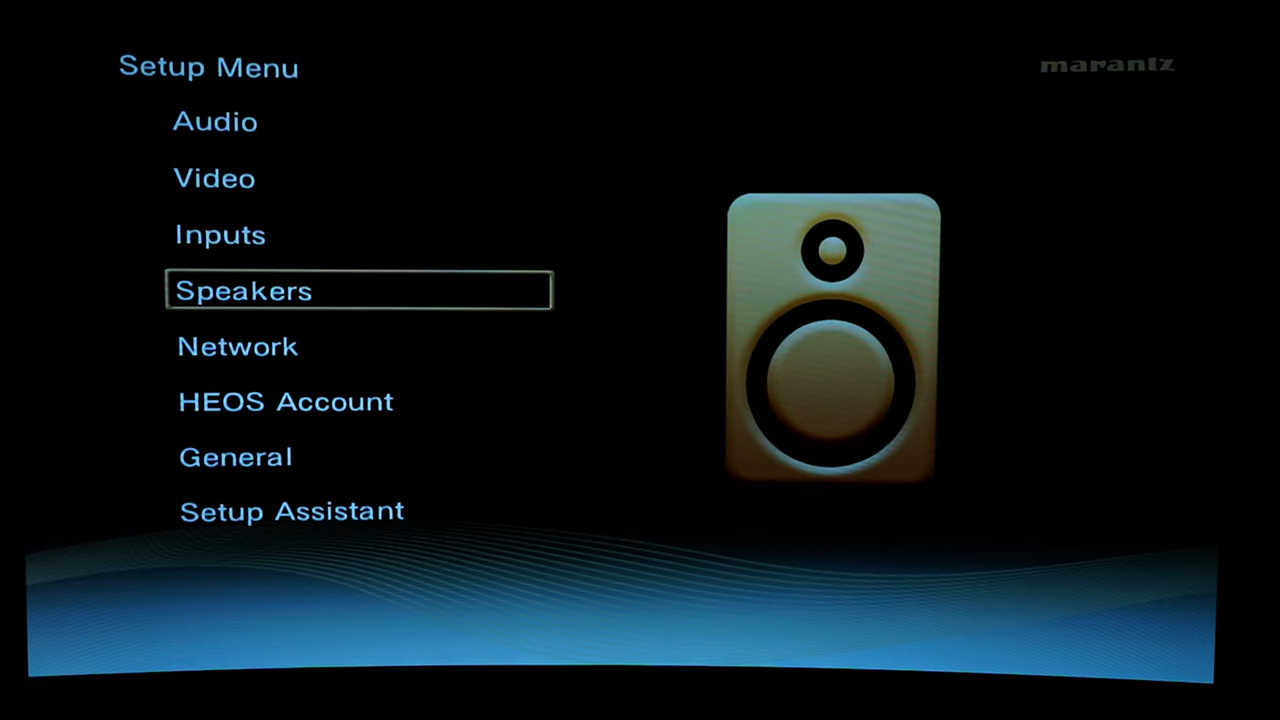 Setup Menu
marantz
Audio
Video
Inputs
Speakers
Network
HEOS Account
General
Setup Assistant